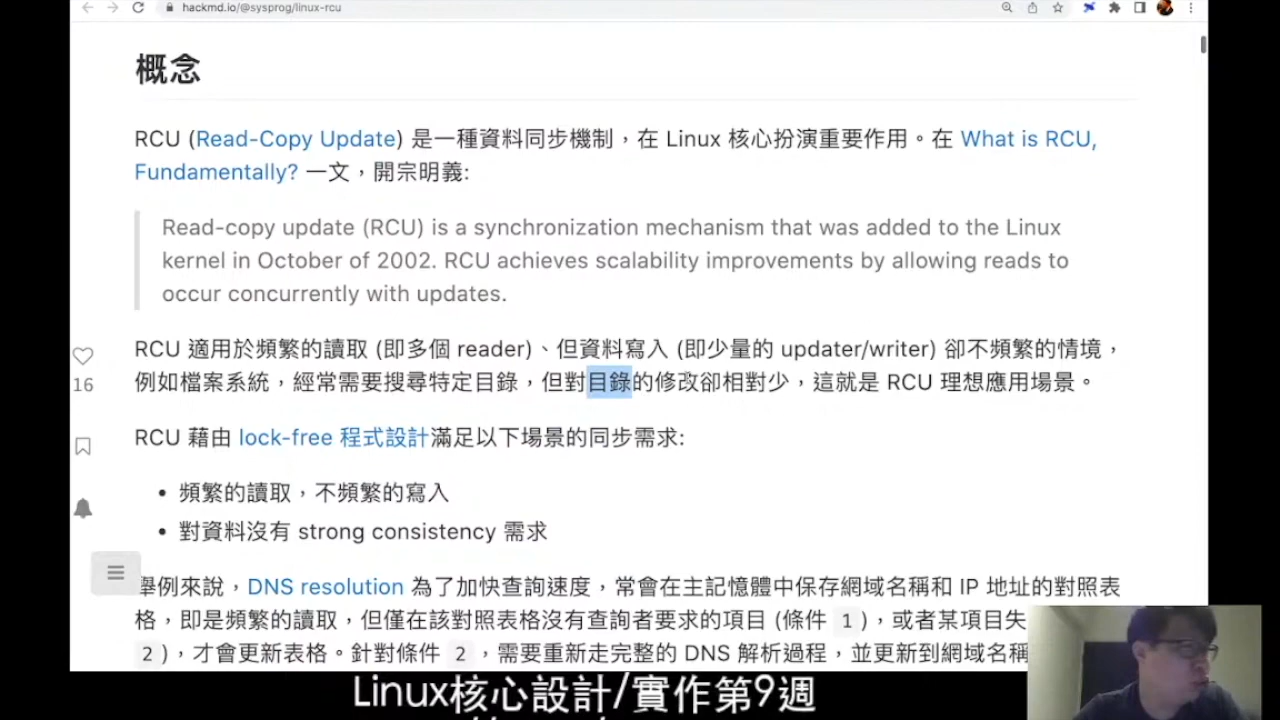 hackmd.io/@sysprog/linux-rcu
概念
RCU (Read-Copy Update) 是一種資料同步機制，在 Linux 核心扮演重要作用。在 What is RCU,
Fundamentally? 一文，開宗明義:
Read-copy update (RCU) is a synchronization mechanism that was added to the Linux
kernel in October of 2002. RCU achieves scalability improvements by allowing reads to
occur concurrently with updates.
RCU 適用於頻繁的讀取 (即多個 reader)、但資料寫入 (即少量的 updater/writer) 卻不頻繁的情境，
例如檔案系統，經常需要搜尋特定目錄，但對目錄的修改卻相對少，這就是 RCU 理想應用場景。
16
RCU 藉由 lock-free 程式設計滿足以下場景的同步需求:
• 頻繁的讀取，不頻繁的寫入
• 對資料沒有 strong consistency 需求
舉例來說，DNS resolution 為了加快查詢速度，常會在主記憶體中保存網域名稱和 IP 地址的對照表
格，即是頻繁的讀取，但僅在該對照表格沒有查詢者要求的項目 (條件 1 )，或者某項目失
2 )，才會更新表格。針對條件 2 ，需要重新走完整的 DNS 解析過程，並更新到網域名稱
Linux核心設計/實作第9週